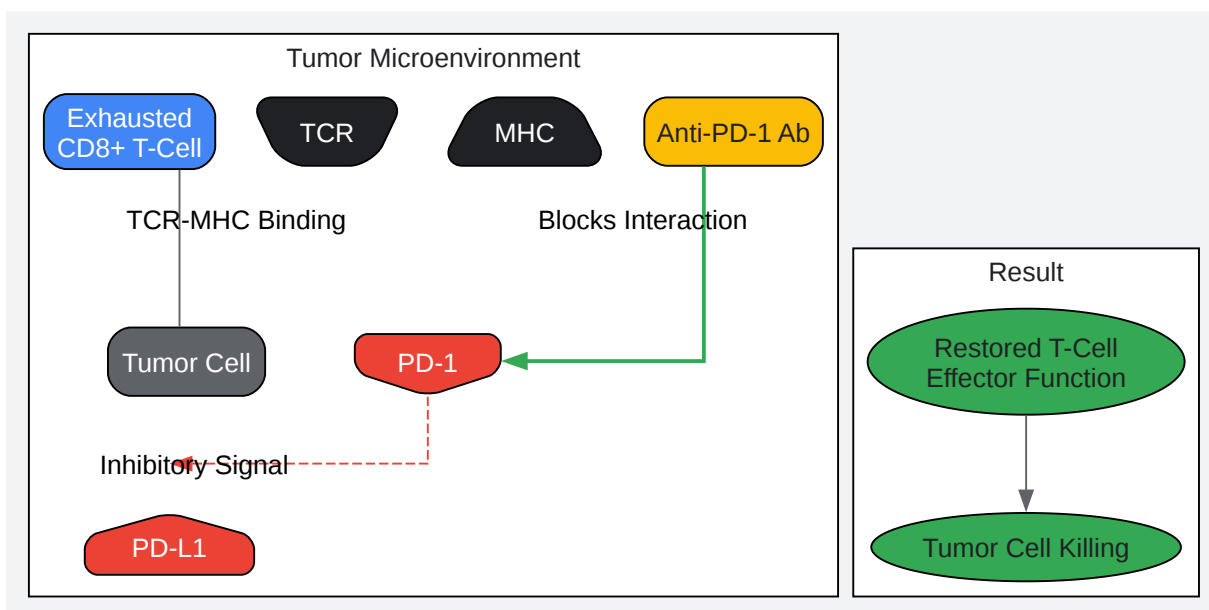 Tumor Microenvironment
Exhausted
CD8+ T-Cell
TCR
MHC
Anti-PD-1 Ab
TCR-MHC Binding
Blocks Interaction
Tumor Cell
PD-1
Inhibitory Signal
PD-L1
Result
Restored T-Cell
Effector Function
Tumor Cell Killing